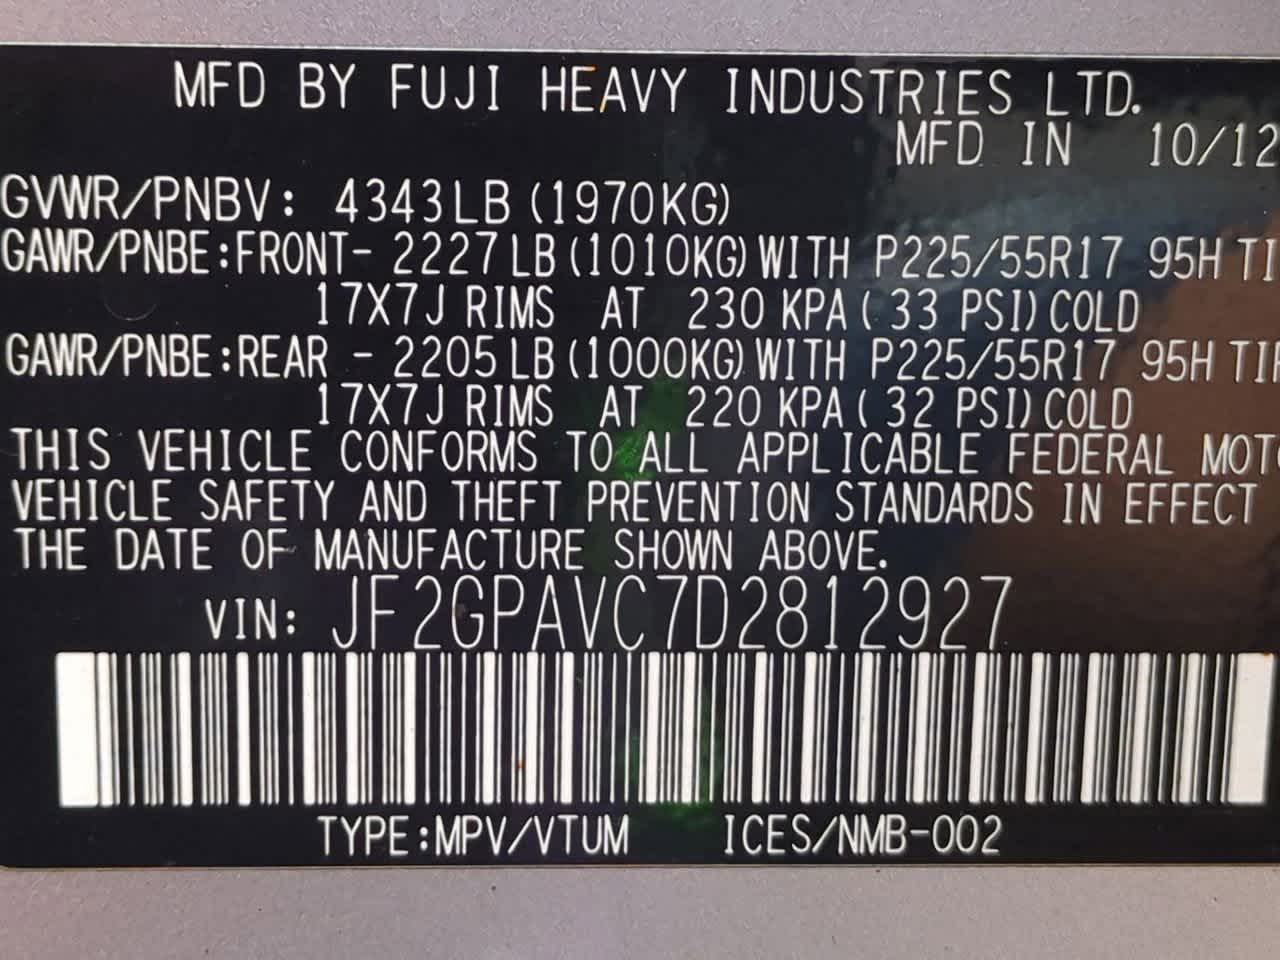 MFD BY FUJI HEAVY INDUSTRIES LTD.
MFD IN 10/12
GVWR/PNBV: 4343LB (1970KG)
GAWR/PNBE:FRONT- 2227LB (1010KG) WITH P225/55R17 95H TI
17X7J RIMS AT 230 KPA ( 33 PSI) COLD
GAWR/PNBE:REAR - 2205LB (1000KG) WITH P225/55R17 95H TI
17X7J RIMS AT 220 KPA ( 32 PSI) COLD
THIS VEHICLE CONFORMS TO ALL APPLICABLE FEDERAL MOT
VEHICLE SAFETY AND THEFT PREVENTION STANDARDS IN EFFECT
THE DATE OF MANUFACTURE SHOWN ABOVE.
VIN: JF2GPAVC7D2812927
TYPE:MPV/VTUM ICES/NMB-002